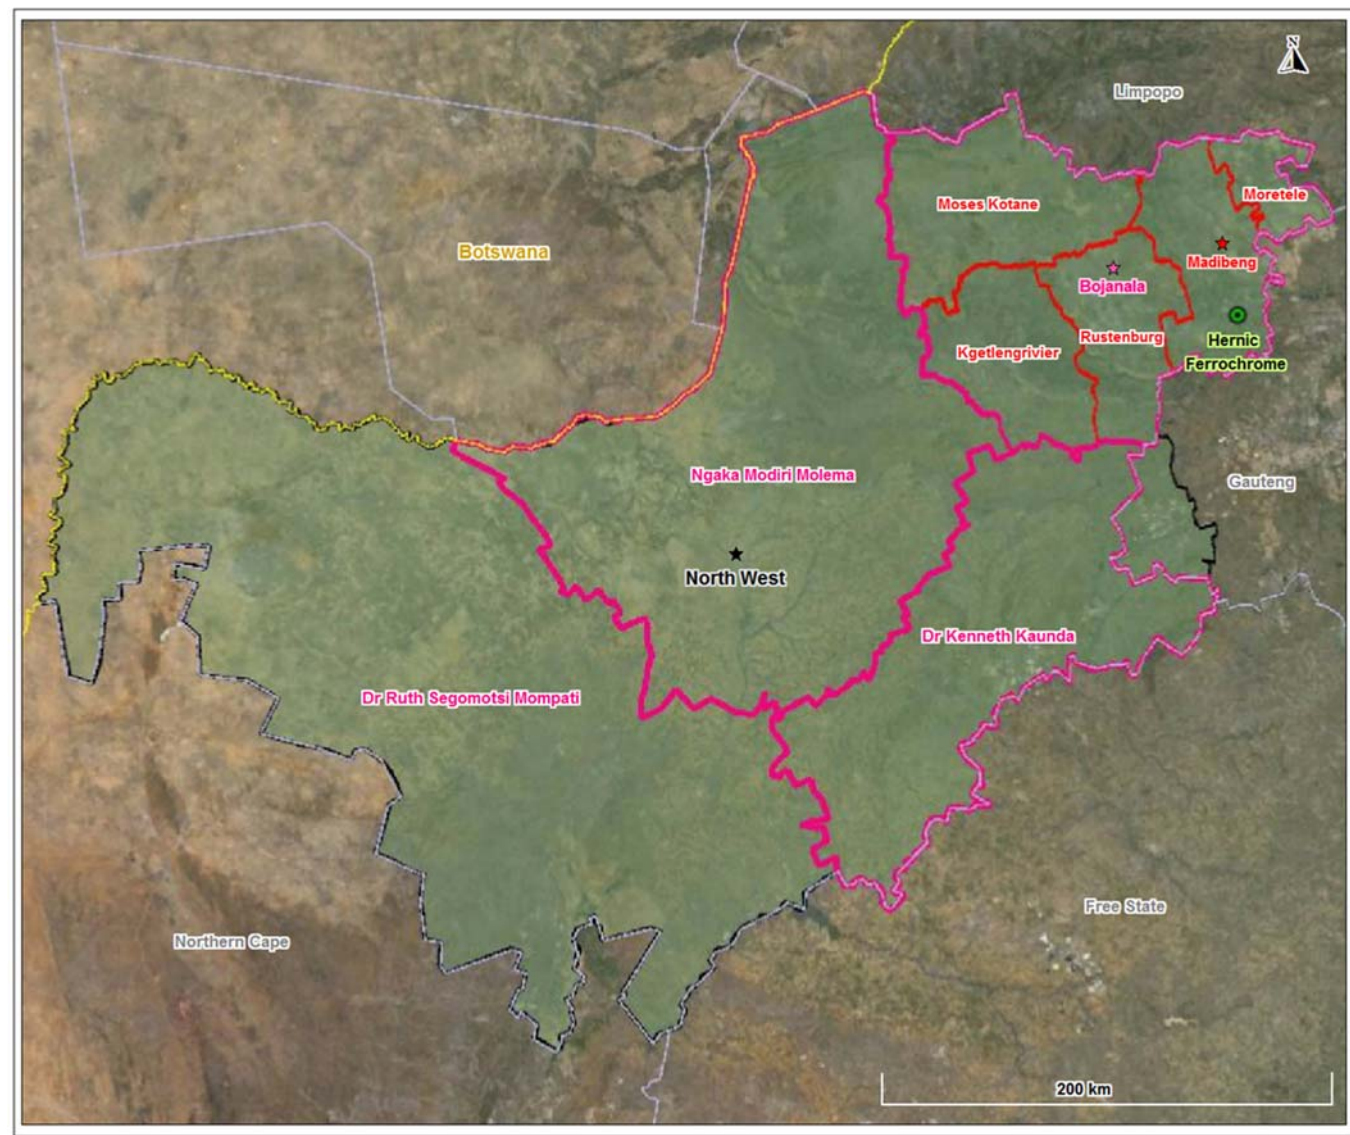 N
Limpopo
Moretele
Moses Kotane
Botswana
Madibeng
Bojanala
Rustenburg
Hernic
Ferrochrome
Kgetlengrivier
Ngaka Modiri Molema
Gauteng
North West
Dr Kenneth Kaunda
Dr Ruth Segomotsi Mompati
Free State
Northern Cape
200 km